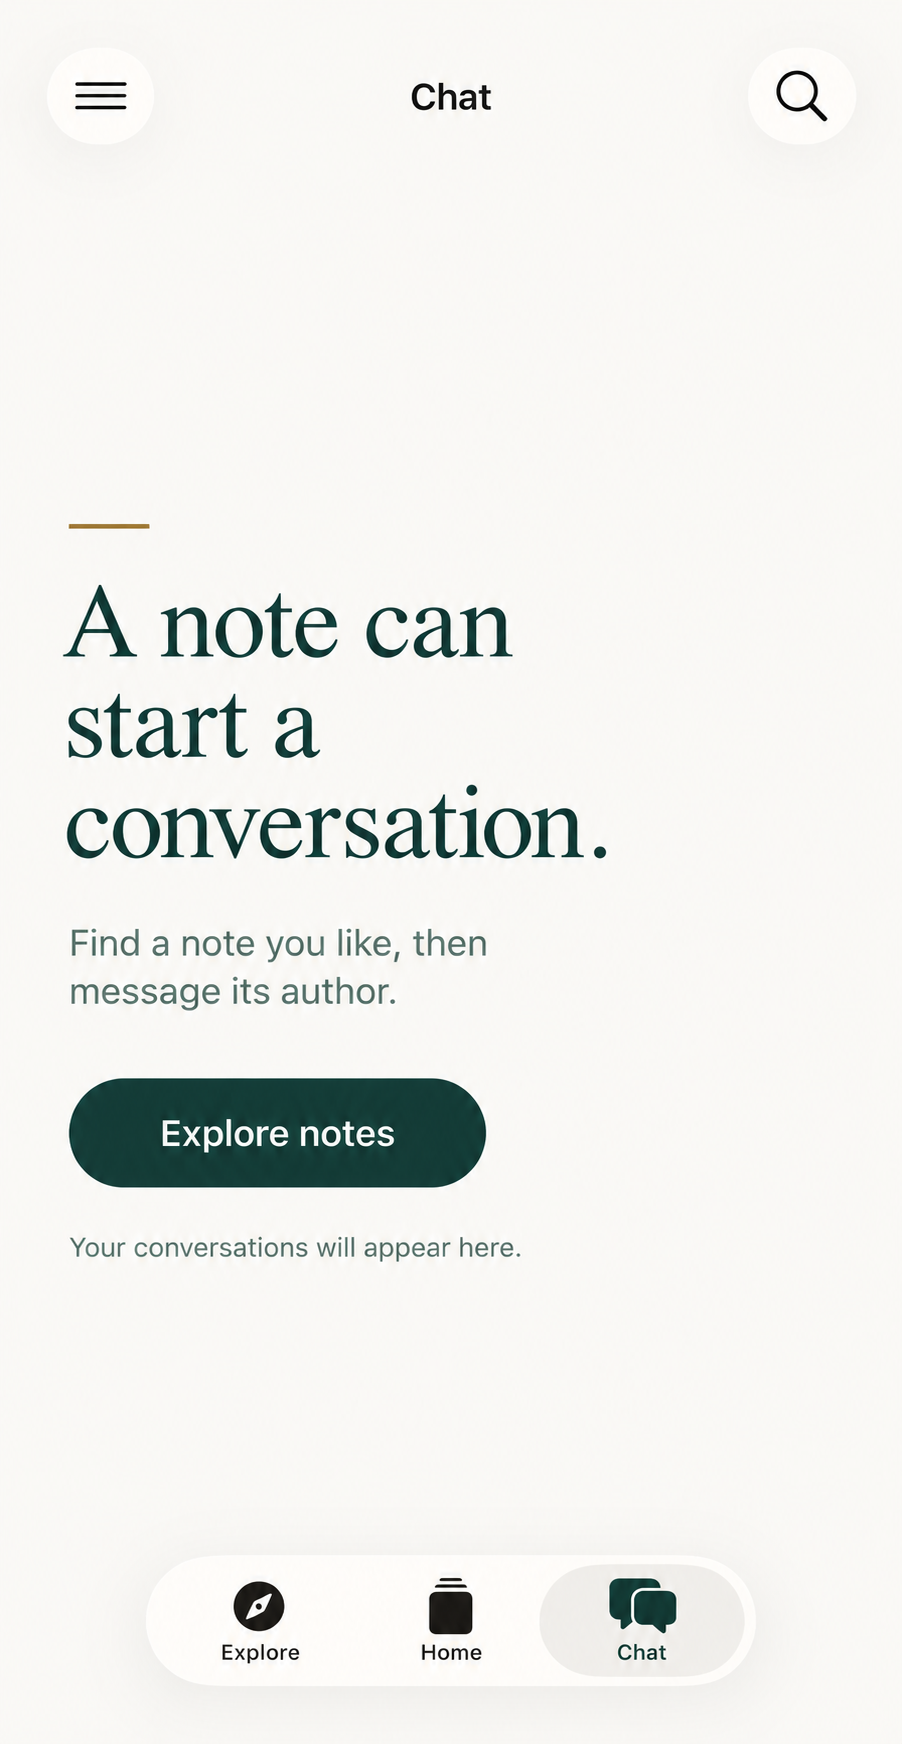 Chat
A note can
start a
conversation.
Find a note you like, then
message its author.
Explore notes
Your conversations will appear here.
Explore
Home
Chat